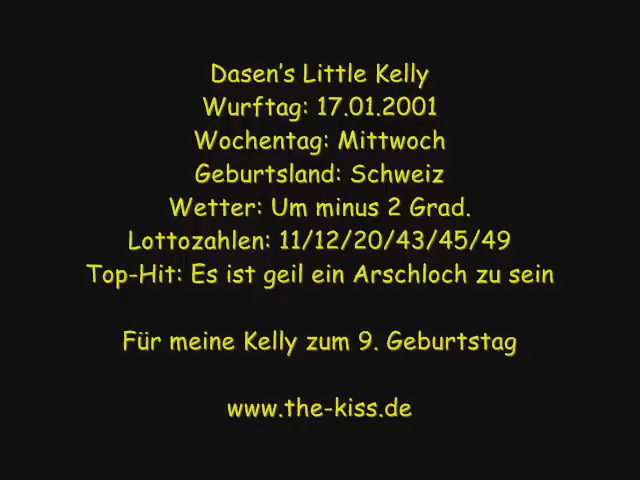 Dasen's Little Kelly
Wurftag: 17.01.2001
Wochentag: Mittwoch
Geburtsland: Schweiz
Wetter: Um minus 2 Grad.
Lottozahlen: 11/12/20/43/45/49
Top-Hit: Es ist geil ein Arschloch zu sein
Für meine Kelly zum 9. Geburtstag
www.the-kiss.de